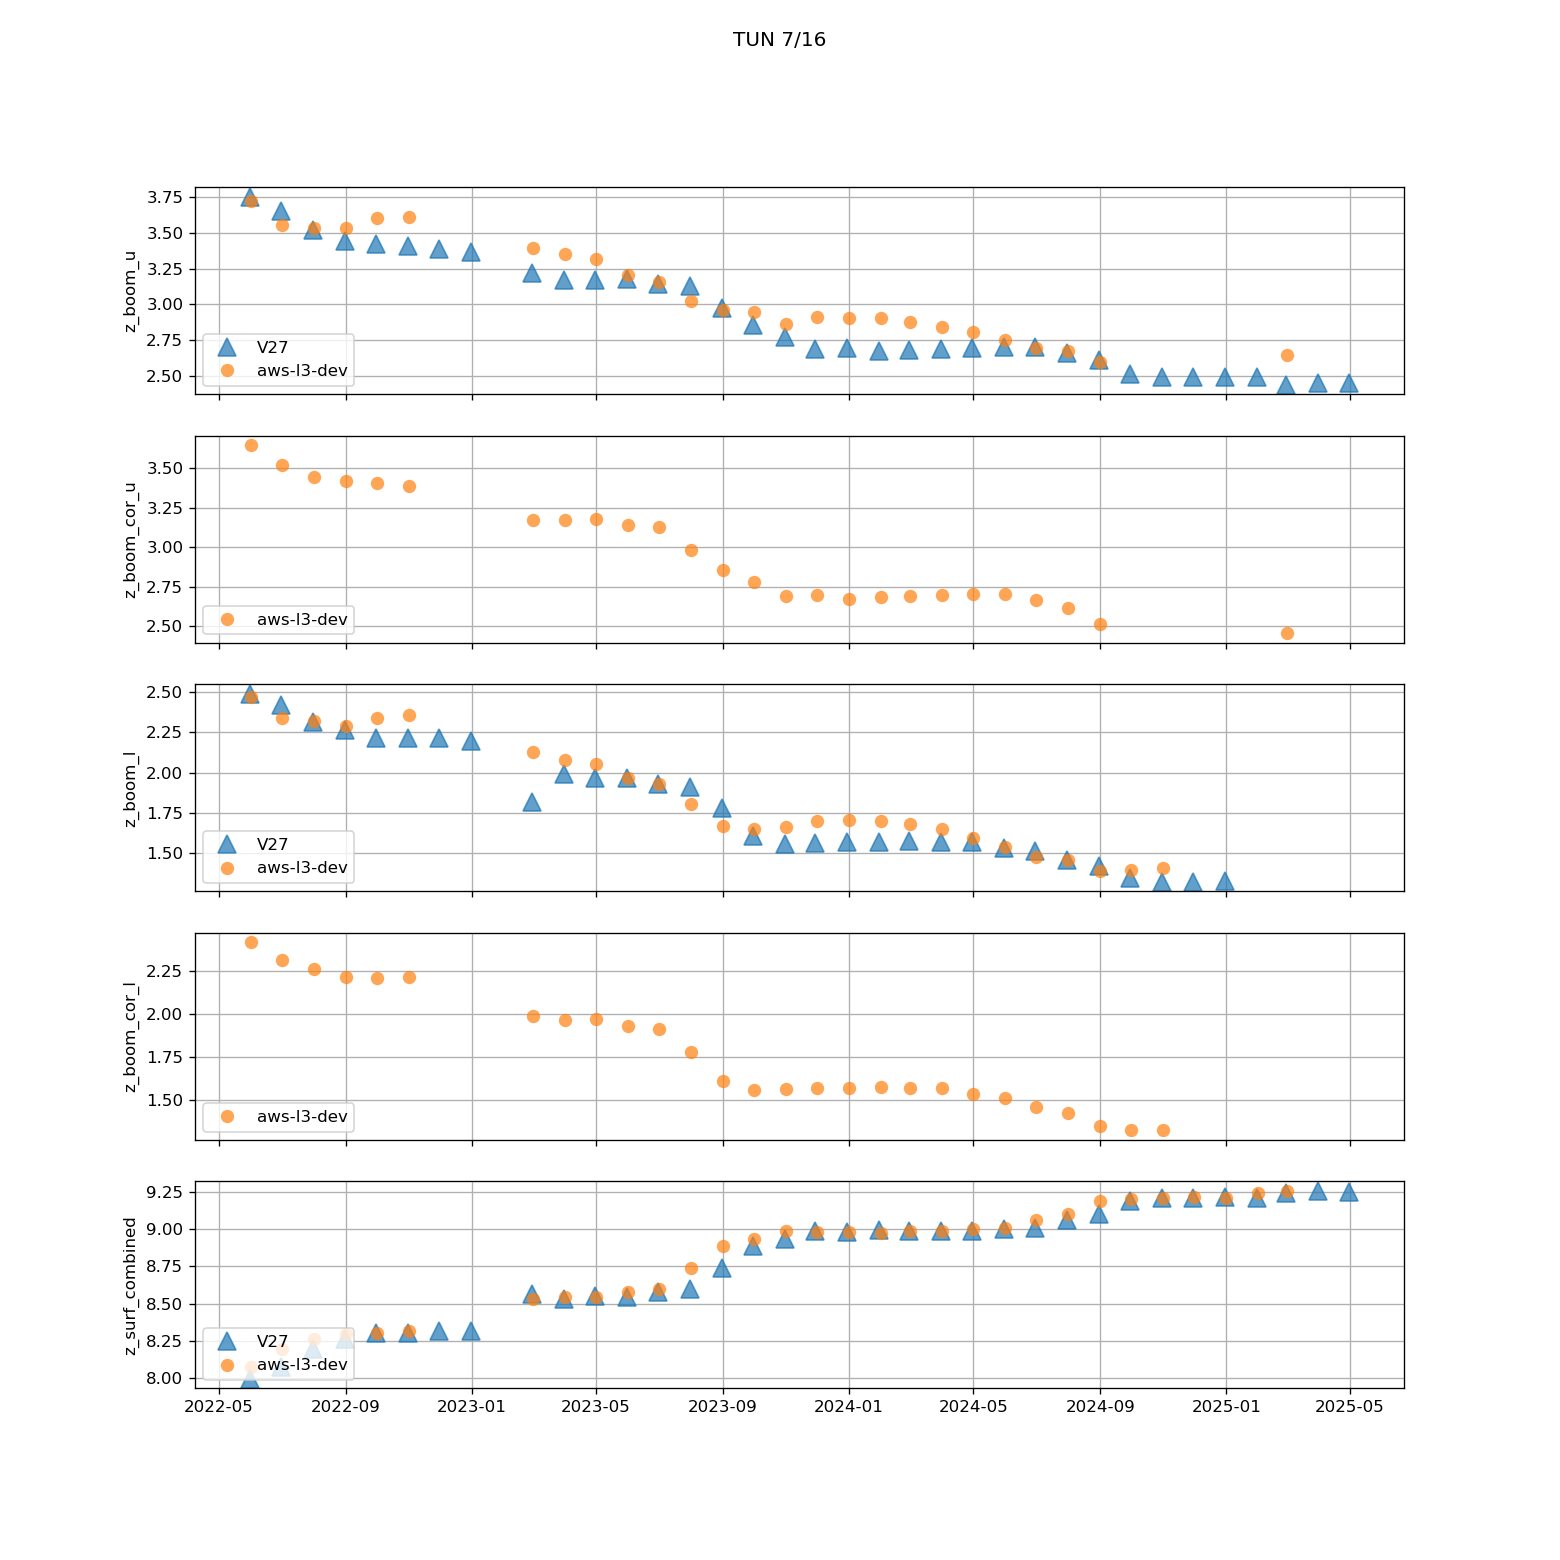 TUN 7/16
3.75
3.50
3.25
3.00
2.75
2.50
z_boom_u
V27
aws-l3-dev
3.50
3.25
3.00
2.75
2.50
z_boom_cor_u
aws-l3-dev
2.50
2.25
2.00
1.75
1.50
z_boom_l
V27
aws-l3-dev
2.25
2.00
1.75
1.50
z_boom_cor_l
aws-l3-dev
9.25
9.00
8.75
8.50
8.25
8.00
z_surf_combined
V27
aws-l3-dev
2022-05 2022-09 2023-01 2023-05 2023-09 2024-01 2024-05 2024-09 2025-01 2025-05